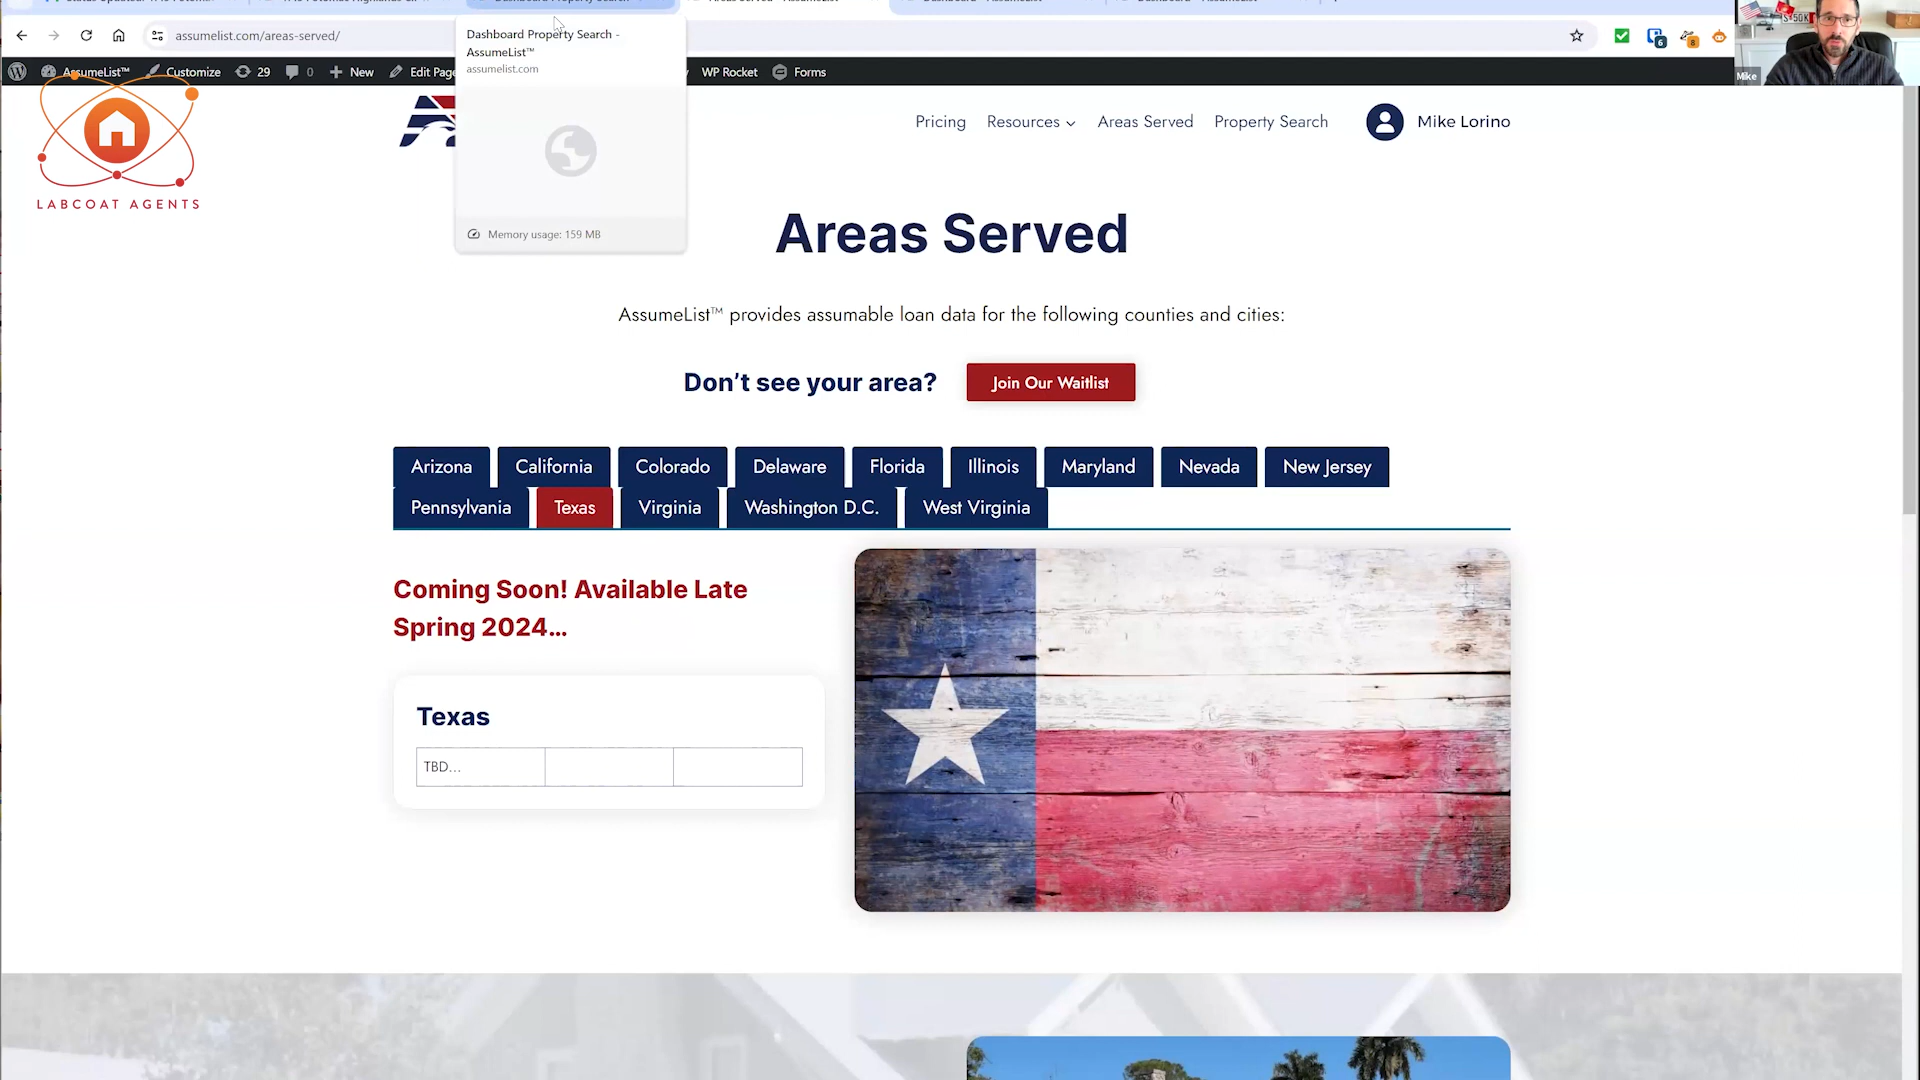 assumelist.com/areas-served/
Dashboard Property Search -
AssumeList™
assumelist.com
Memory usage: 159 MB
AssumeList™
Customize
29
0
New
Edit Page
WP Rocket
Forms
6
8
Mike
LABCOAT AGENTS
Pricing
Resources
Areas Served
Property Search
Mike Lorino
Areas Served
AssumeList™ provides assumable loan data for the following counties and cities:
Don't see your area?
Join Our Waitlist
Arizona
California
Colorado
Delaware
Florida
Illinois
Maryland
Nevada
New Jersey
Pennsylvania
Texas
Virginia
Washington D.C.
West Virginia
Coming Soon! Available Late
Spring 2024...
Texas
TBD...